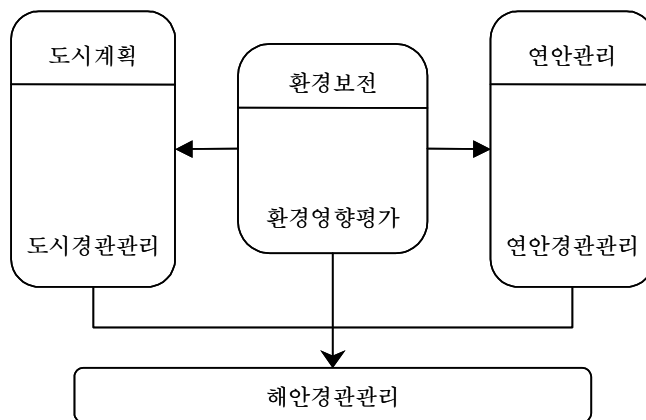 도시계획
환경보전
연안관리
도시경관관리
환경영향평가
연안경관관리
해안경관관리